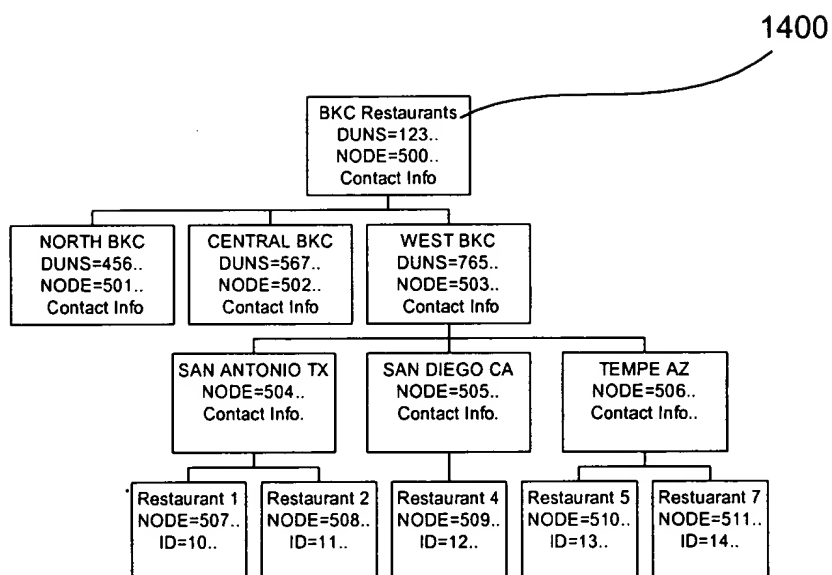 1400
BKC Restaurants
DUNS=123..
NODE=500..
Contact Info
NORTH BKC
DUNS=456..
NODE=501..
Contact Info
CENTRAL BKC
DUNS=567..
NODE=502..
Contact Info
WEST BKC
DUNS=765..
NODE=503..
Contact Info
SAN ANTONIO TX
NODE=504..
Contact Info.
SAN DIEGO CA
NODE=505..
Contact Info.
TEMPE AZ
NODE=506..
Contact Info..
Restaurant 1
NODE=507..
ID=10..
Restaurant 2
NODE=508..
ID=11..
Restaurant 4
NODE=509..
ID=12..
Restaurant 5
NODE=510..
ID=13..
Restuarant 7
NODE=511..
ID=14..